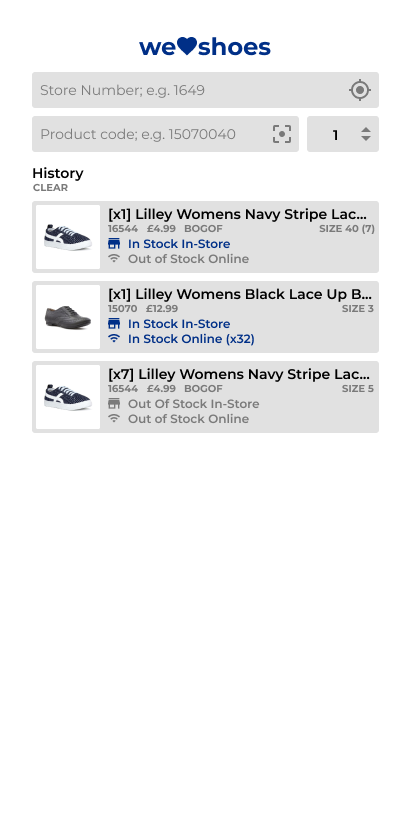 we shoes
Store Number; e.g. 1649
Product code; e.g. 15070040
1
History
CLEAR
[x1] Lilley Womens Navy Stripe Lac...
16544 £4.99 BOGOF SIZE 40 (7)
In Stock In-Store
Out of Stock Online
[x1] Lilley Womens Black Lace Up B...
15070 £12.99 SIZE 3
In Stock In-Store
In Stock Online (x32)
[x7] Lilley Womens Navy Stripe Lac...
16544 £4.99 BOGOF SIZE 5
Out Of Stock In-Store
Out of Stock Online